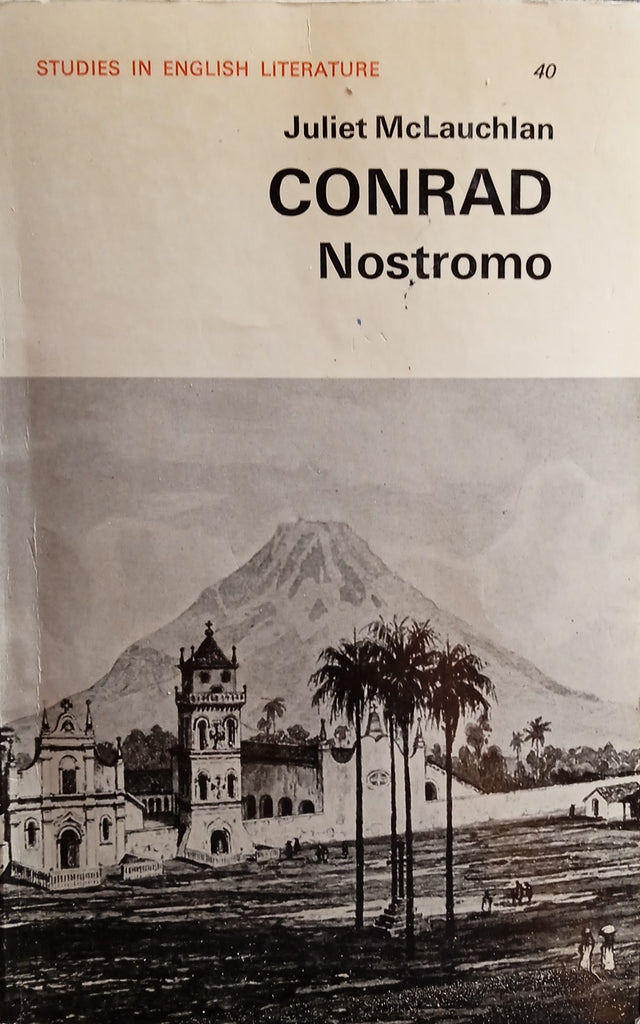 STUDIES IN ENGLISH LITERATURE 40
Juliet McLauchlan
CONRAD
Nostromo